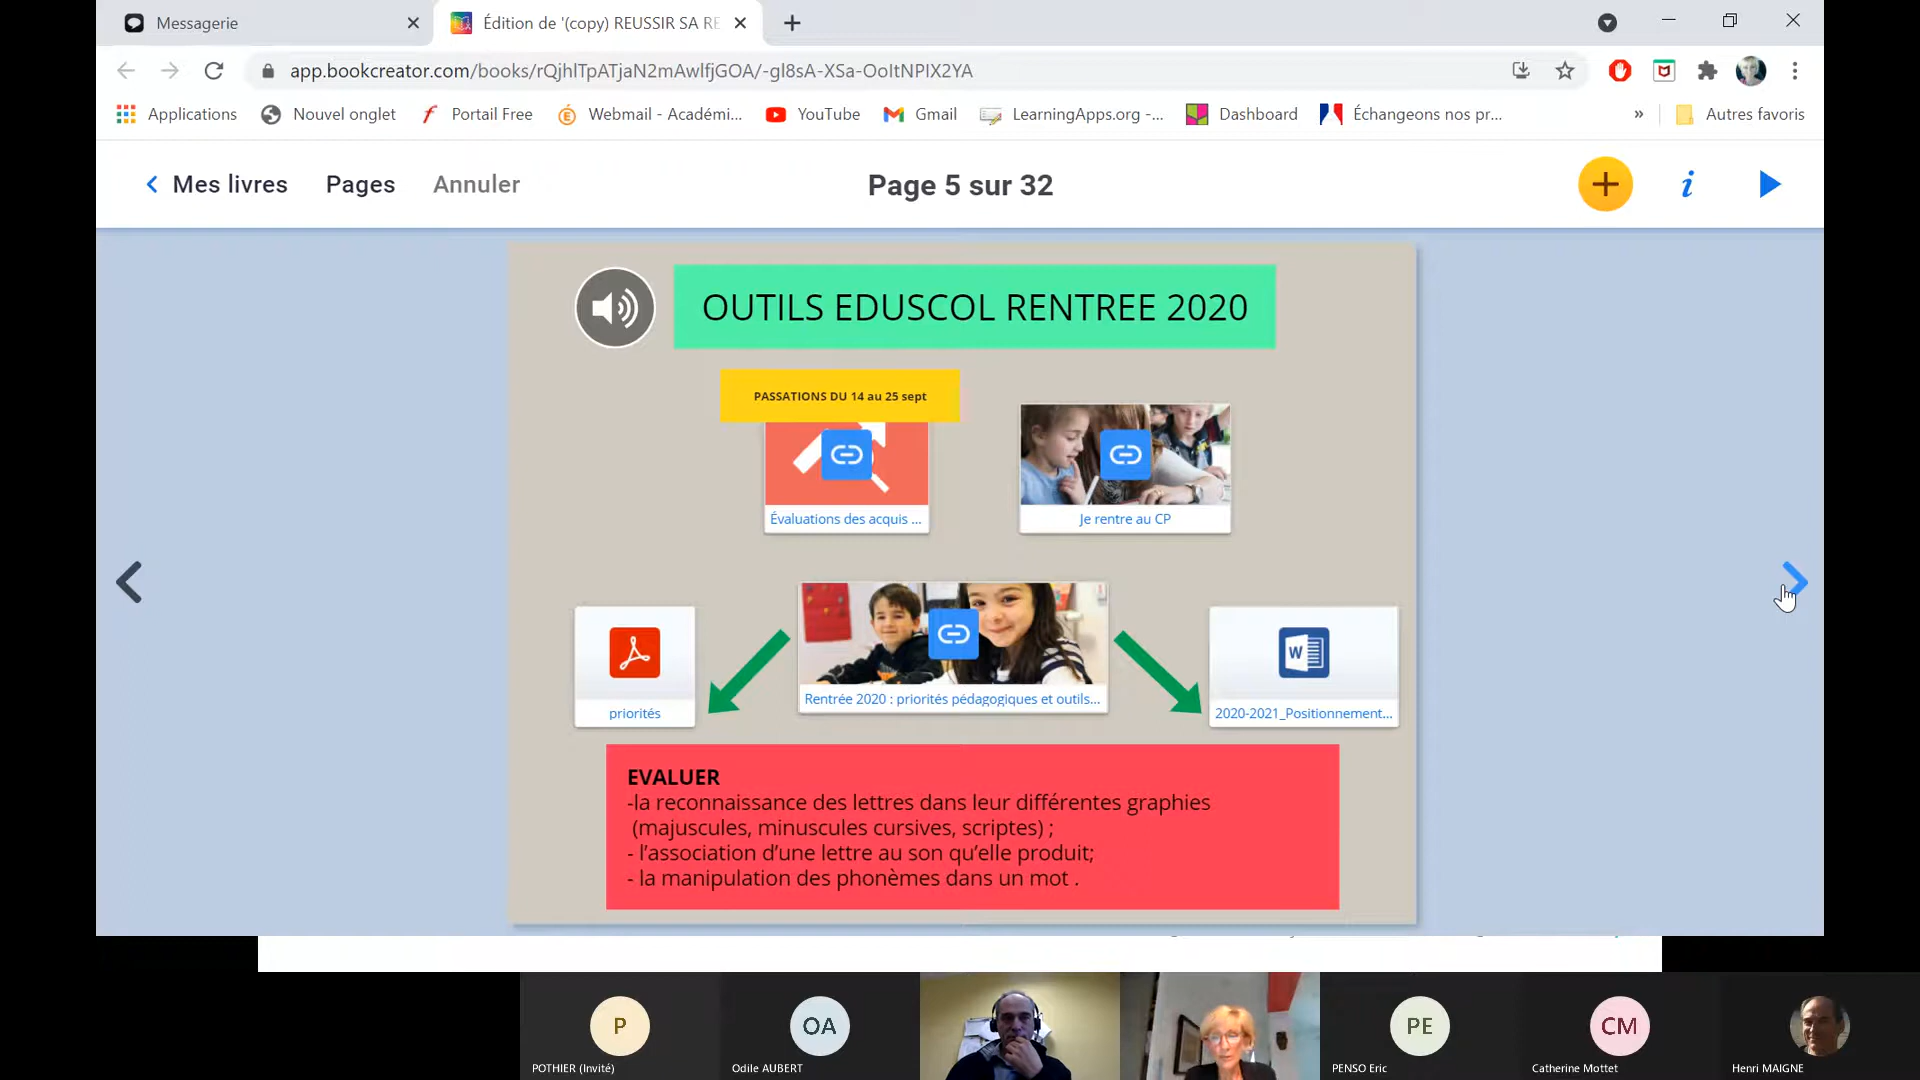 Messagerie
Édition de '(copy) REUSSIR SA RE
app.bookcreator.com/books/rQjhlTpATjaN2mAwlfjGOA/-gl8sA-XSa-OoItNPIX2YA
Applications
Nouvel onglet
Portail Free
Webmail - Académi...
YouTube
Gmail
LearningApps.org -...
Dashboard
Échangeons nos pr...
»
Autres favoris
Mes livres
Pages
Annuler
Page 5 sur 32
OUTILS EDUSCOL RENTREE 2020
PASSATIONS DU 14 au 25 sept
Évaluations des acquis ...
Je rentre au CP
priorités
Rentrée 2020 : priorités pédagogiques et outils...
W
2020-2021_Positionnement...
EVALUER
-la reconnaissance des lettres dans leur différentes graphies
(majuscules, minuscules cursives, scriptes) ;
- l'association d'une lettre au son qu'elle produit;
- la manipulation des phonèmes dans un mot .
P
OA
PE
CM
POTHIER (Invité)
Odile AUBERT
PENSO Eric
Catherine Mottet
Henri MAIGNE